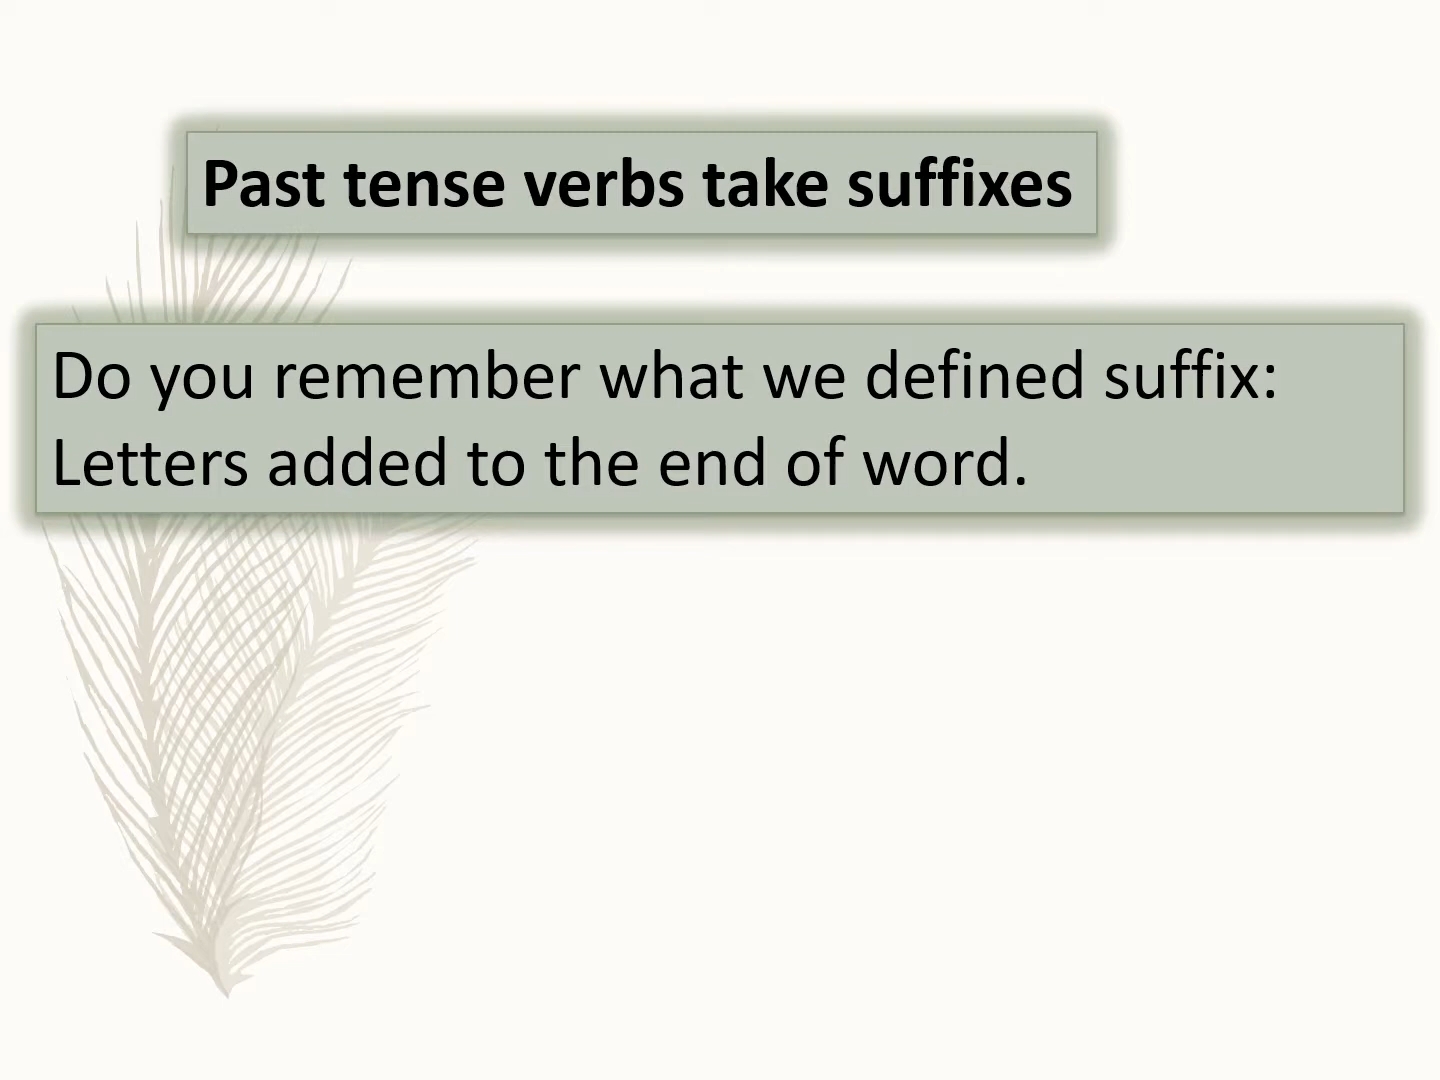 Past tense verbs take suffixes
Do you remember what we defined suffix:
Letters added to the end of word.